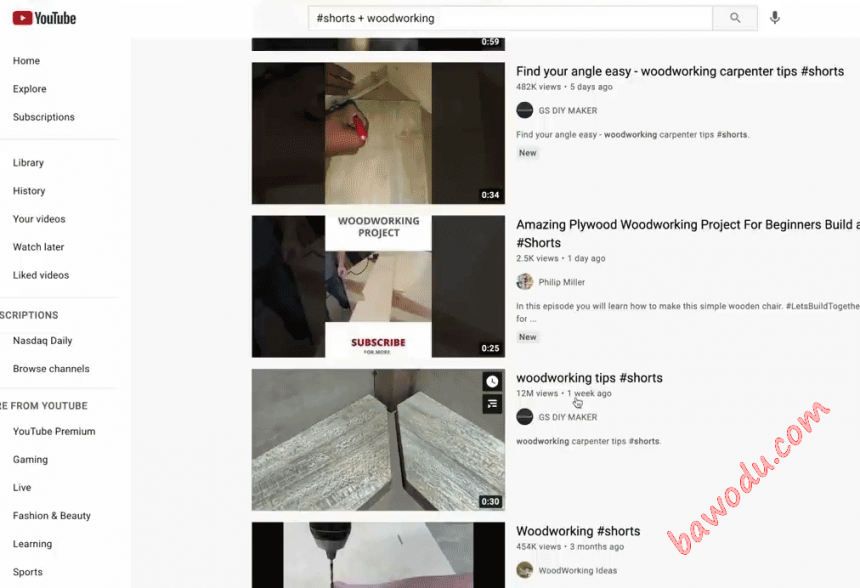 YouTube
#shorts + woodworking
Home
Explore
Subscriptions
Library
History
Your videos
Watch later
Liked videos
SCRIPTIONS
Nasdaq Daily
Browse channels
RE FROM YOUTUBE
YouTube Premium
Gaming
Live
Fashion & Beauty
Learning
Sports
0:59
Find your angle easy - woodworking carpenter tips #shorts
482K views • 5 days ago
GS DIY MAKER
Find your angle easy - woodworking carpenter tips #shorts.
New
0:34
WOODWORKING
PROJECT
SUBSCRIBE
FOR MORE
0:25
Amazing Plywood Woodworking Project For Beginners Build a
#Shorts
2.5K views • 1 day ago
Philip Miller
In this episode you will learn how to make this simple wooden chair. #LetsBuildTogethe
for ...
New
0:30
woodworking tips #shorts
12M views • 1 week ago
GS DIY MAKER
woodworking carpenter tips #shorts.
Woodworking #shorts
454K views • 3 months ago
WoodWorking Ideas
bawodu.com